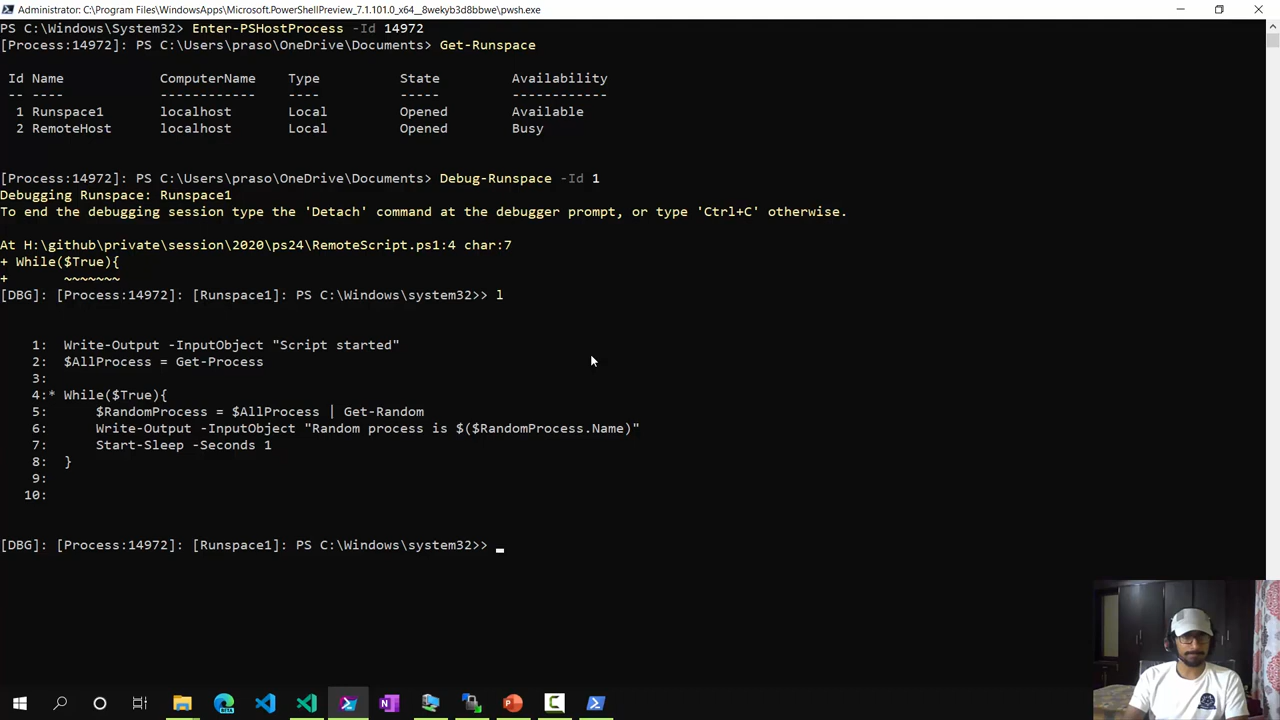 Administrator: C:\Program Files\WindowsApps\Microsoft.PowerShellPreview_7.1.101.0_x64__8wekyb3d8bbwe\pwsh.exe
PS C:\Windows\System32> Enter-PSHostProcess -Id 14972
[Process:14972]: PS C:\Users\praso\OneDrive\Documents> Get-Runspace
Id Name ComputerName Type State Availability
-- ---- ------------ ---- ----- ------------
1 Runspace1 localhost Local Opened Available
2 RemoteHost localhost Local Opened Busy
[Process:14972]: PS C:\Users\praso\OneDrive\Documents> Debug-Runspace -Id 1
Debugging Runspace: Runspace1
To end the debugging session type the 'Detach' command at the debugger prompt, or type 'Ctrl+C' otherwise.
At H:\github\private\session\2020\ps24\RemoteScript.ps1:4 char:7
+ While($True){
+ ~~~~~~~
[DBG]: [Process:14972]: [Runspace1]: PS C:\Windows\system32>> l
1: Write-Output -InputObject "Script started"
2: $AllProcess = Get-Process
3:
4:* While($True){
5: $RandomProcess = $AllProcess | Get-Random
6: Write-Output -InputObject "Random process is $($RandomProcess.Name)"
7: Start-Sleep -Seconds 1
8: }
9:
10:
[DBG]: [Process:14972]: [Runspace1]: PS C:\Windows\system32>>